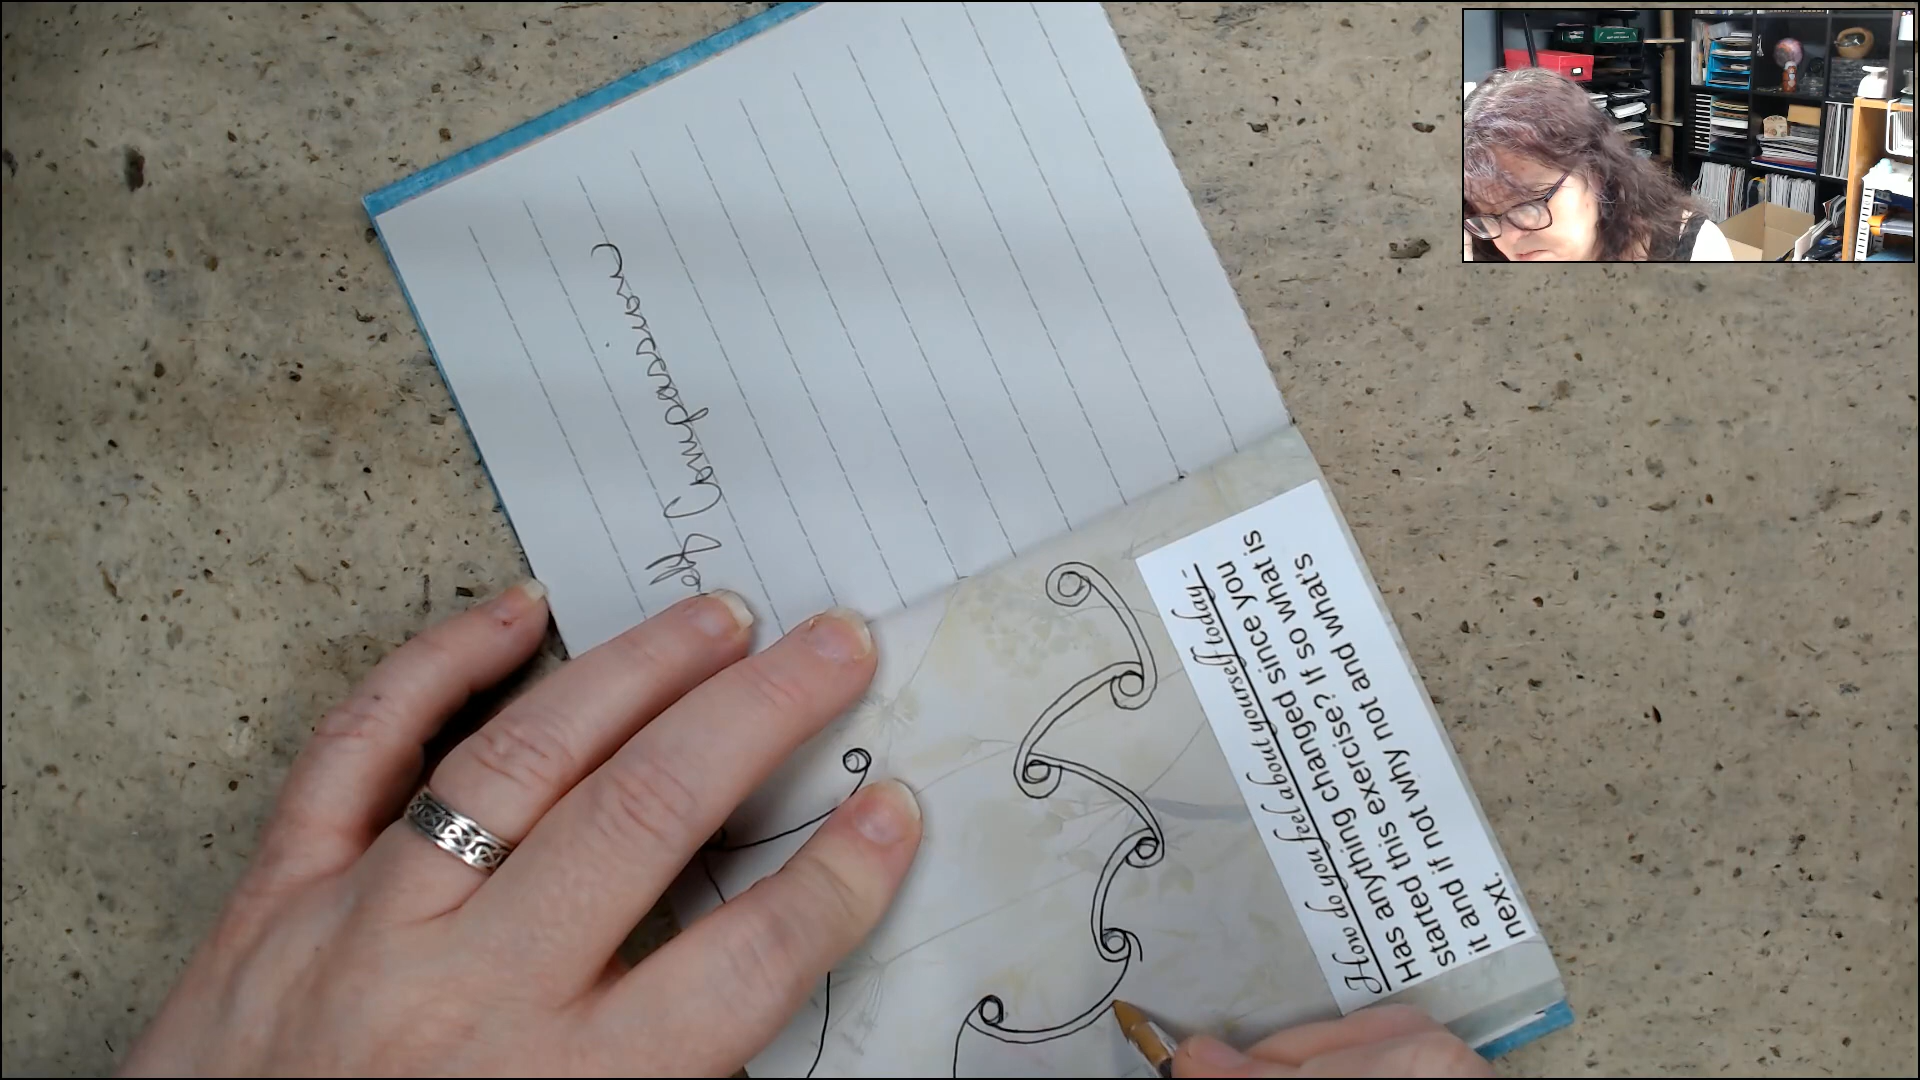 Self Compassion
How do you feel about yourself today -
Has anything changed since you
started this exercise? If so what is
it and if not why not and what's
next.